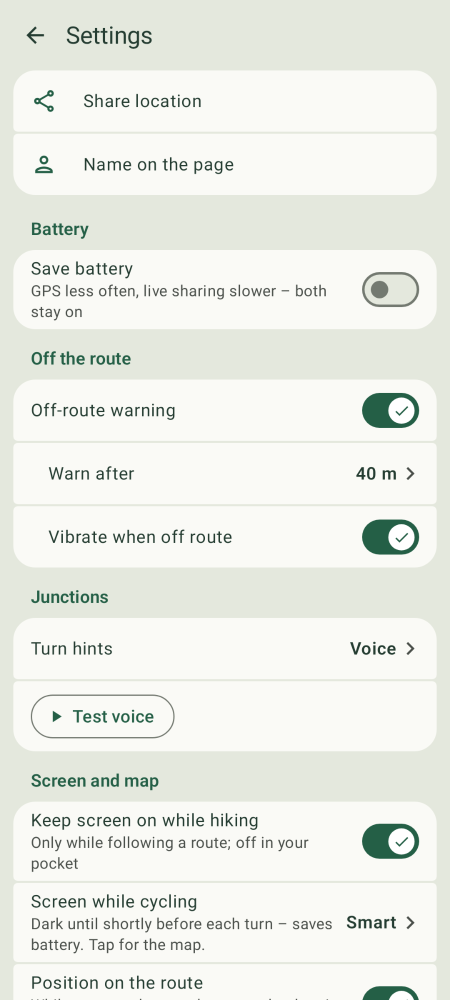 Settings
Share location
Name on the page
Battery
Save battery
GPS less often, live sharing slower – both
stay on
Off the route
Off-route warning
Warn after
40 m
Vibrate when off route
Junctions
Turn hints
Voice
Test voice
Screen and map
Keep screen on while hiking
Only while following a route; off in your
pocket
Screen while cycling
Dark until shortly before each turn – saves
battery. Tap for the map.
Smart
Position on the route